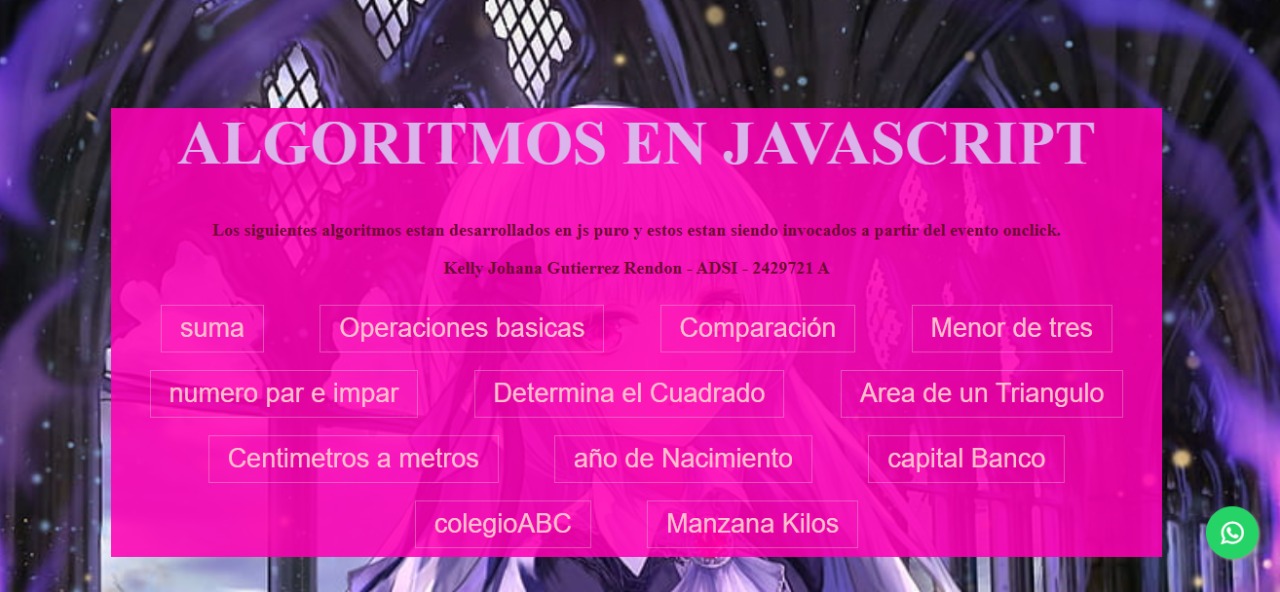 ALGORITMOS EN JAVASCRIPT
Los siguientes algoritmos estan desarrollados en js puro y estos estan siendo invocados a partir del evento onclick.
Kelly Johana Gutierrez Rendon - ADSI - 2429721 A
suma Operaciones basicas Comparación Menor de tres
numero par e impar Determina el Cuadrado Area de un Triangulo
Centimetros a metros año de Nacimiento capital Banco
colegioABC Manzana Kilos